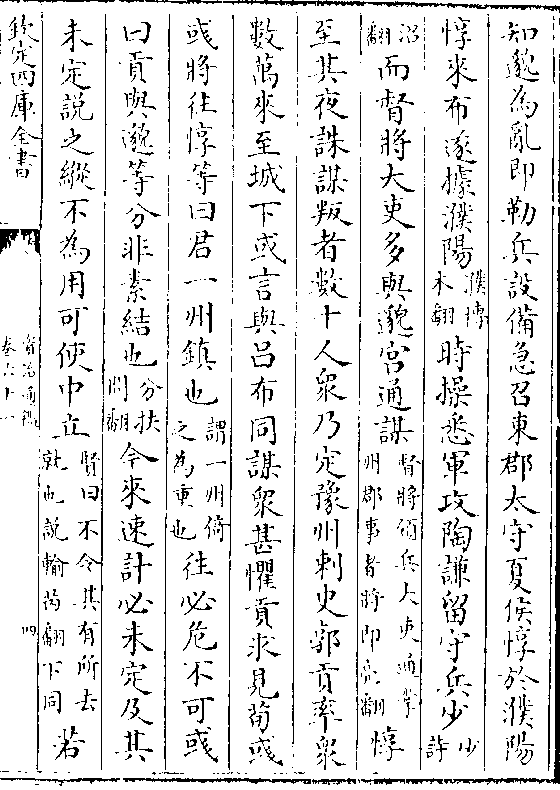 知邈為亂即勒兵設備急召東郡太守夏侯惇於濮陽
惇來布遂據濮陽濮博木翻時操悉軍攻陶謙留守兵少少詩
沼翻而督將大吏多與邈宮通謀督將領兵大吏通掌州郡事者將即亮翻惇
至其夜誅謀叛者數十人衆乃定豫州刺史郭貢率衆
數萬來至城下或言與呂布同謀衆甚懼貢求見荀彧
彧將往惇等曰君一州鎮也謂一州倚之為重也往必危不可彧
曰貢與邈等分非素結也分扶問翻今來速計必未定及其
未定說之縱不為用可使中立賢曰不令其有所去就也說輸芮翻下同若
欽定四庫全書
資治通鑑
卷六十一
四